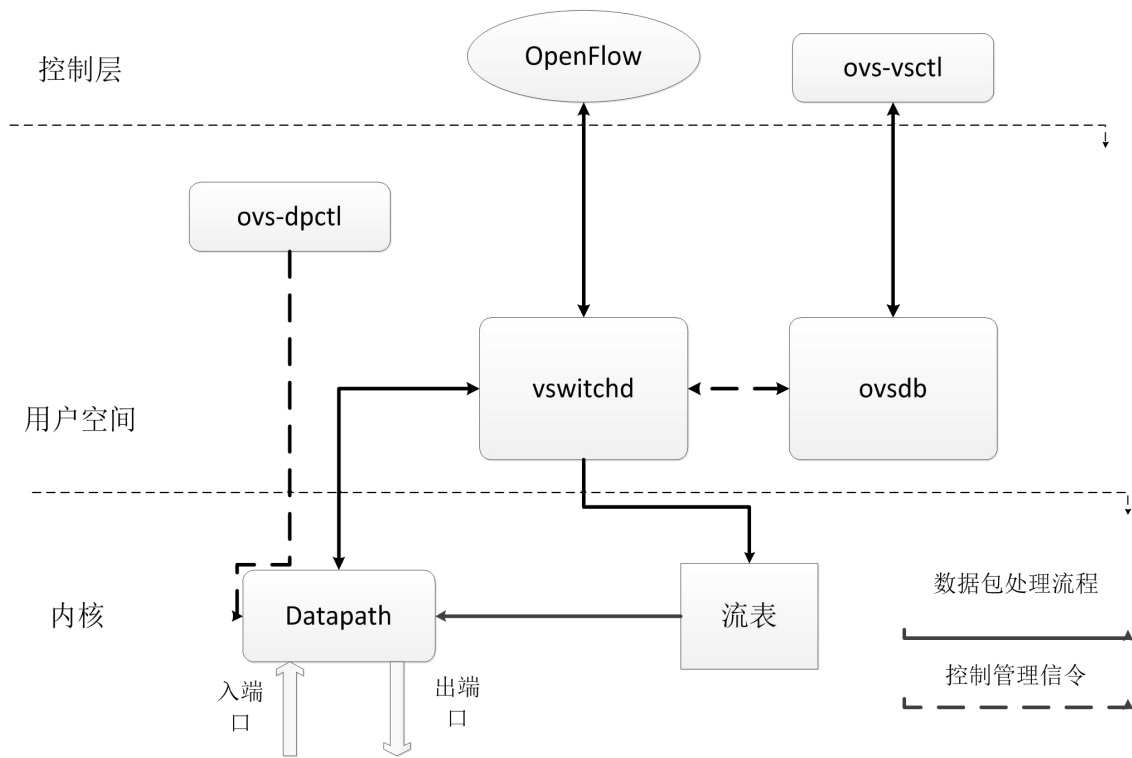 控制层
OpenFlow
ovs-vsctl
ovs-dpctl
vswitchd
ovsdb
用户空间
内核
Datapath
流表
数据包处理流程
控制管理信令
入端
口
出端
口